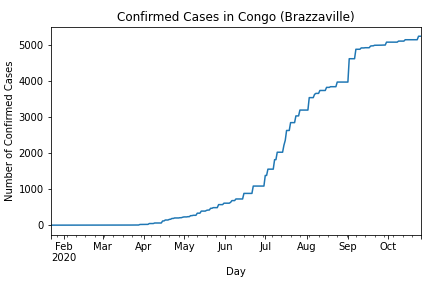 Confirmed Cases in Congo (Brazzaville)
Number of Confirmed Cases
5000
4000
3000
2000
1000
0
Feb Mar Apr May Jun Jul Aug Sep Oct
2020
Day